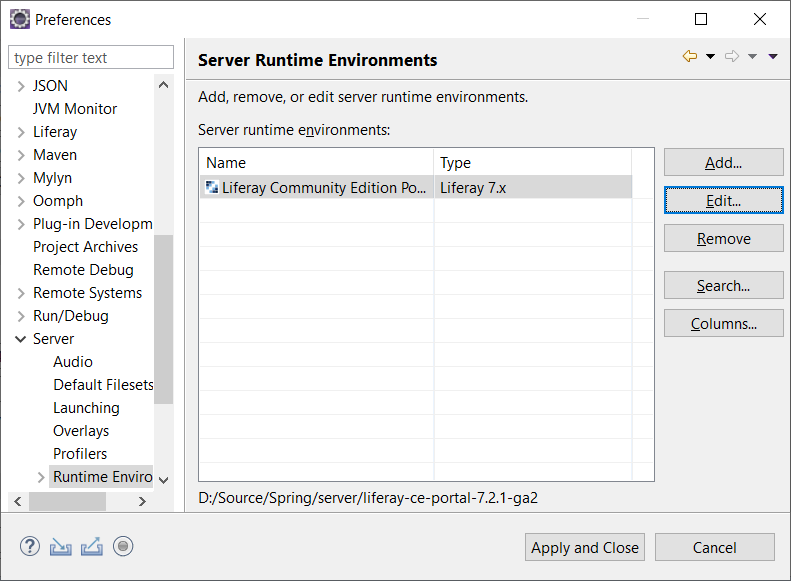 Preferences
type filter text
JSON
JVM Monitor
Liferay
Maven
Mylyn
Oomph
Plug-in Developm
Project Archives
Remote Debug
Remote Systems
Run/Debug
Server
Audio
Default Filesets
Launching
Overlays
Profilers
Runtime Enviro
Server Runtime Environments
Add, remove, or edit server runtime environments.
Server runtime environments:
Name Type
Liferay Community Edition Po... Liferay 7.x
Add...
Edit...
Remove
Search...
Columns...
D:/Source/Spring/server/liferay-ce-portal-7.2.1-ga2
Apply and Close
Cancel